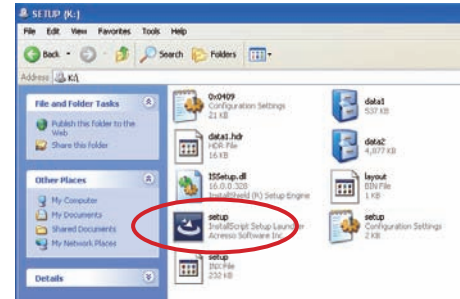 SETUP (K:)
File Edit View Favorites Tools Help
Back Search Folders
Address K:\
File and Folder Tasks
Publish this folder to the Web
Share this folder
Other Places
My Computer
My Documents
Shared Documents
My Network Places
Details
0x0409
Configuration Settings
21 KB
data1
537 KB
data1.hdr
HDR File
16 KB
data2
4,077 KB
ISSetup.dll
16.0.0.328
InstallShield (R) Setup Engine
layout
BIN File
1 KB
setup
InstallScript Setup Launcher
Acresso Software Inc.
setup
Configuration Settings
2 KB
setup
INX File
232 KB